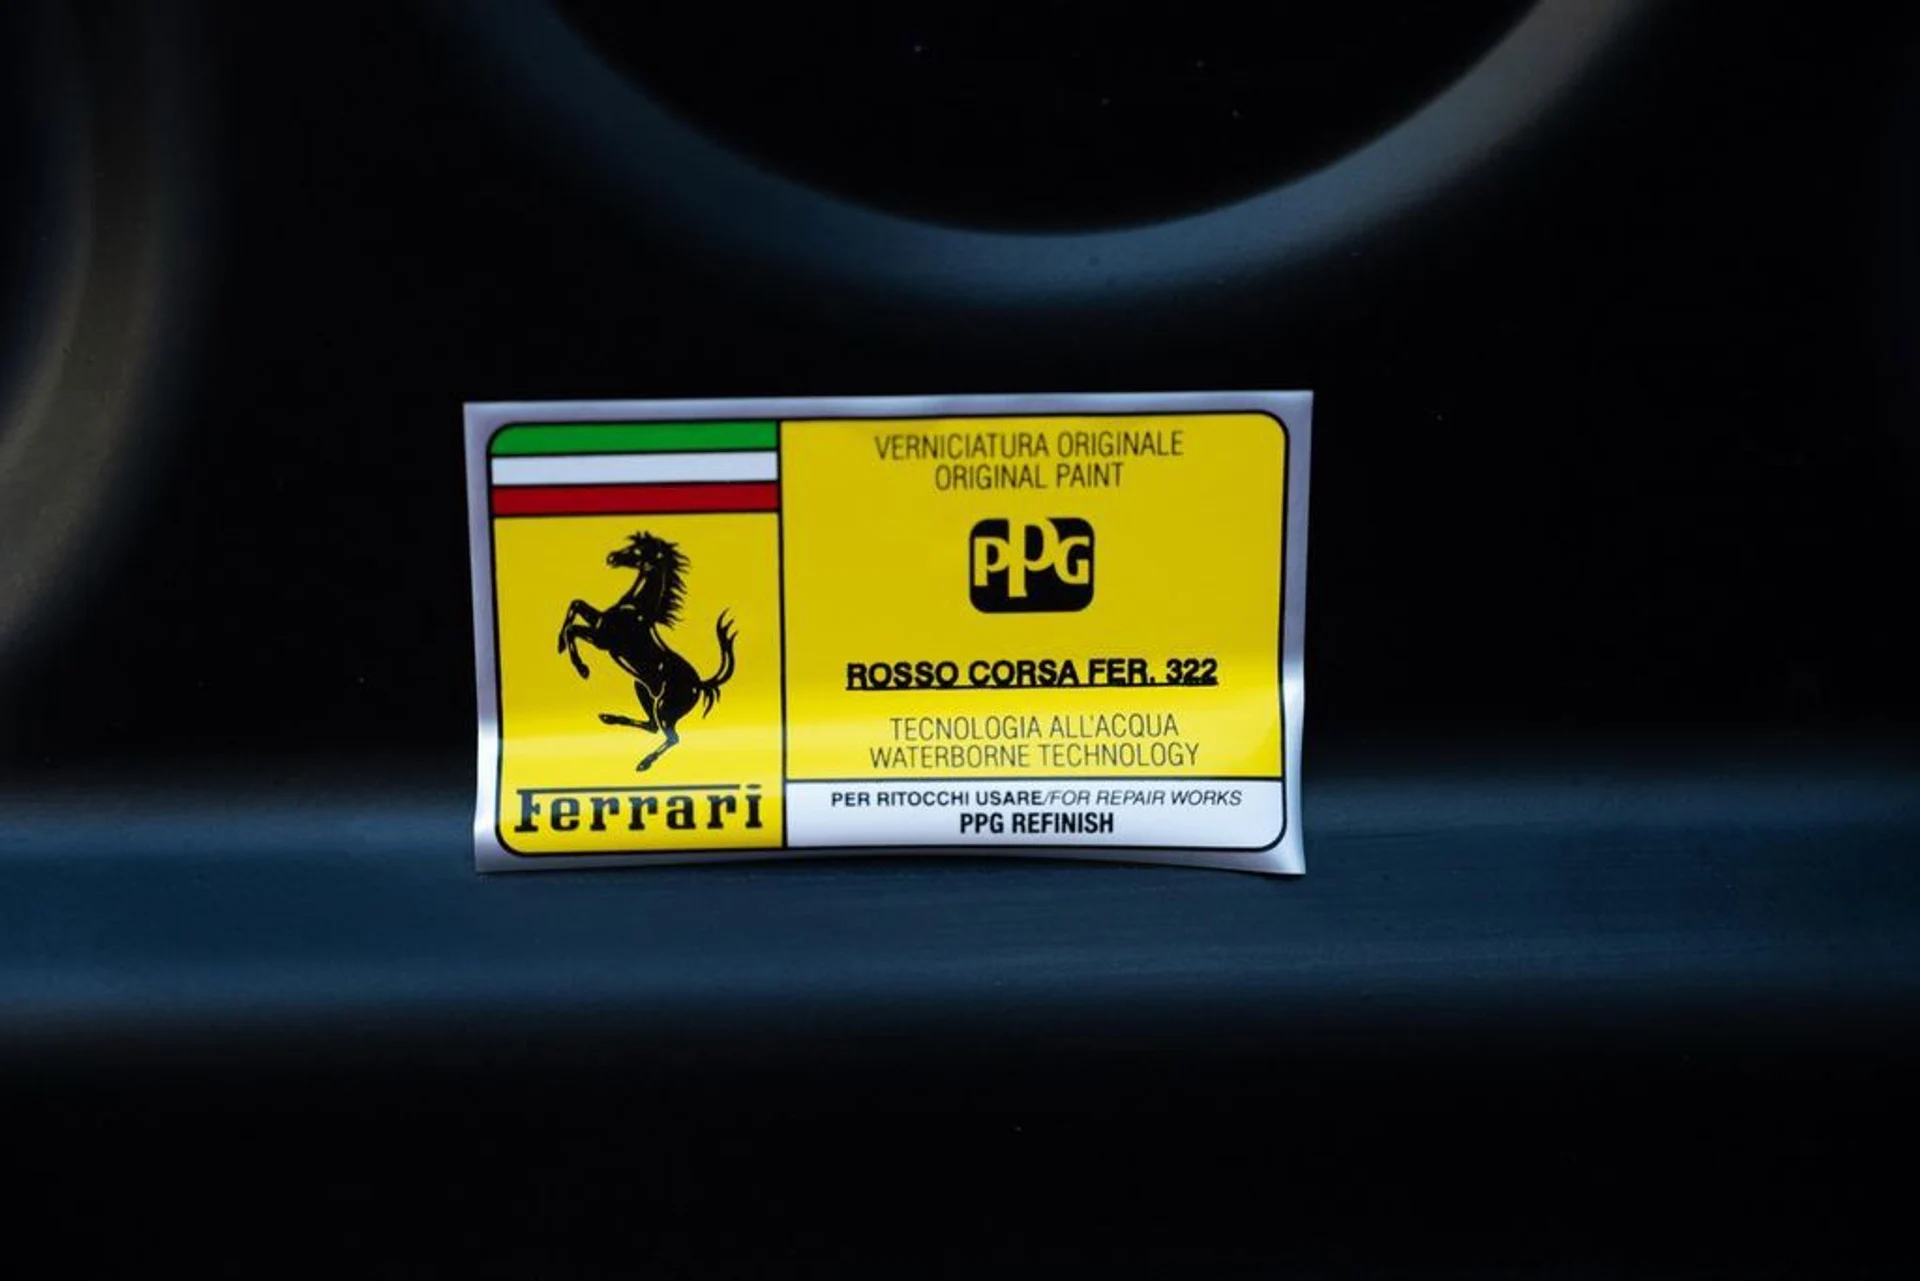 VERNICIATURA ORIGINALE
ORIGINAL PAINT
PPG
ROSSO CORSA FER. 322
TECNOLOGIA ALL'ACQUA
WATERBORNE TECHNOLOGY
Ferrari
PER RITOCCHI USARE/FOR REPAIR WORKS
PPG REFINISH